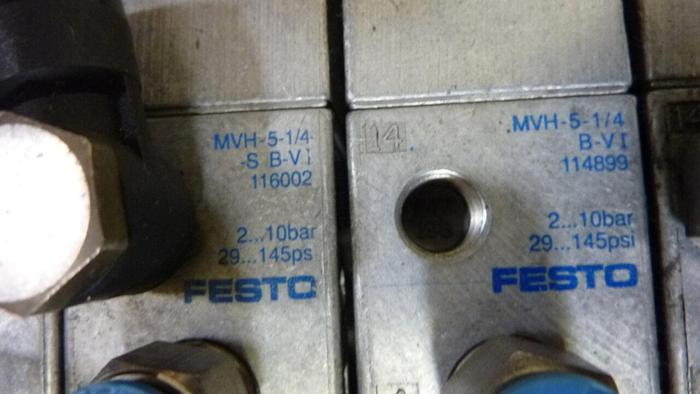 MVH-5-1/4
-S B-VI
116002
2...10bar
29...145ps
FESTO
14
MVH-5-1/4
B-VI
114899
2...10bar
29...145psi
FESTO